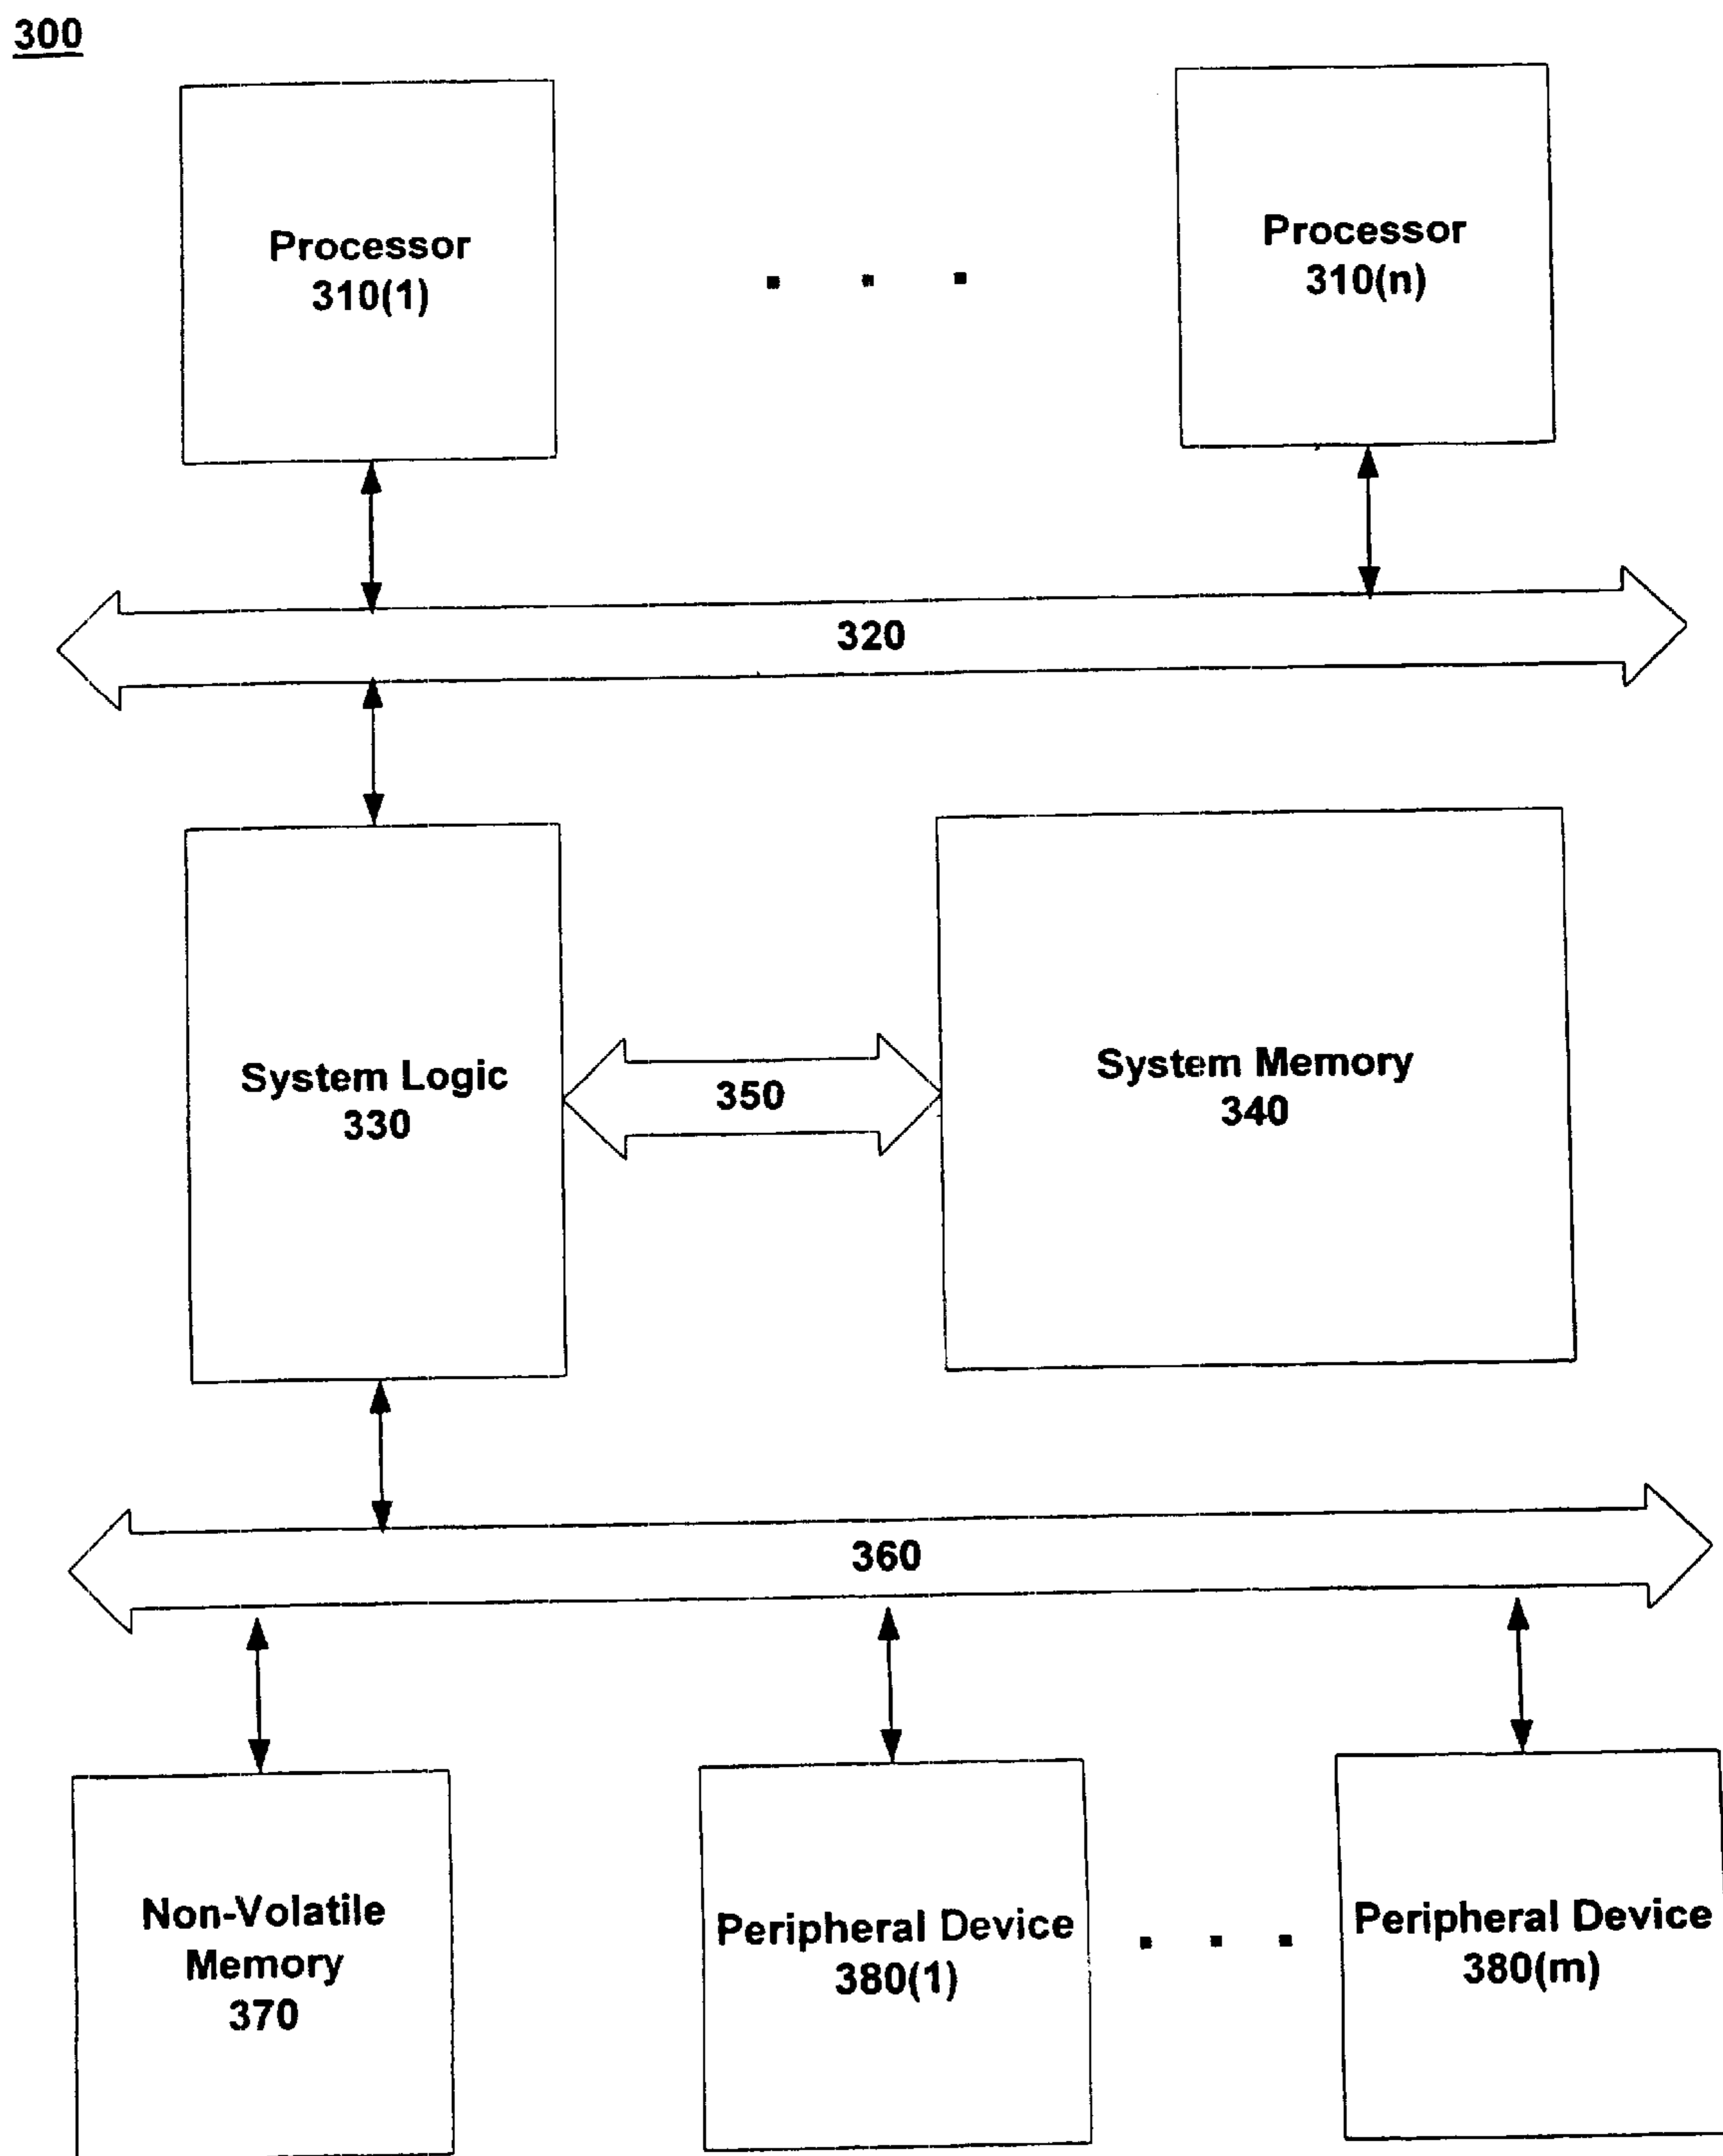 300
Processor
310(1)
Processor
310(n)
320
System Logic
330
350
System Memory
340
360
Non-Volatile
Memory
370
Peripheral Device
380(1)
Peripheral Device
380(m)